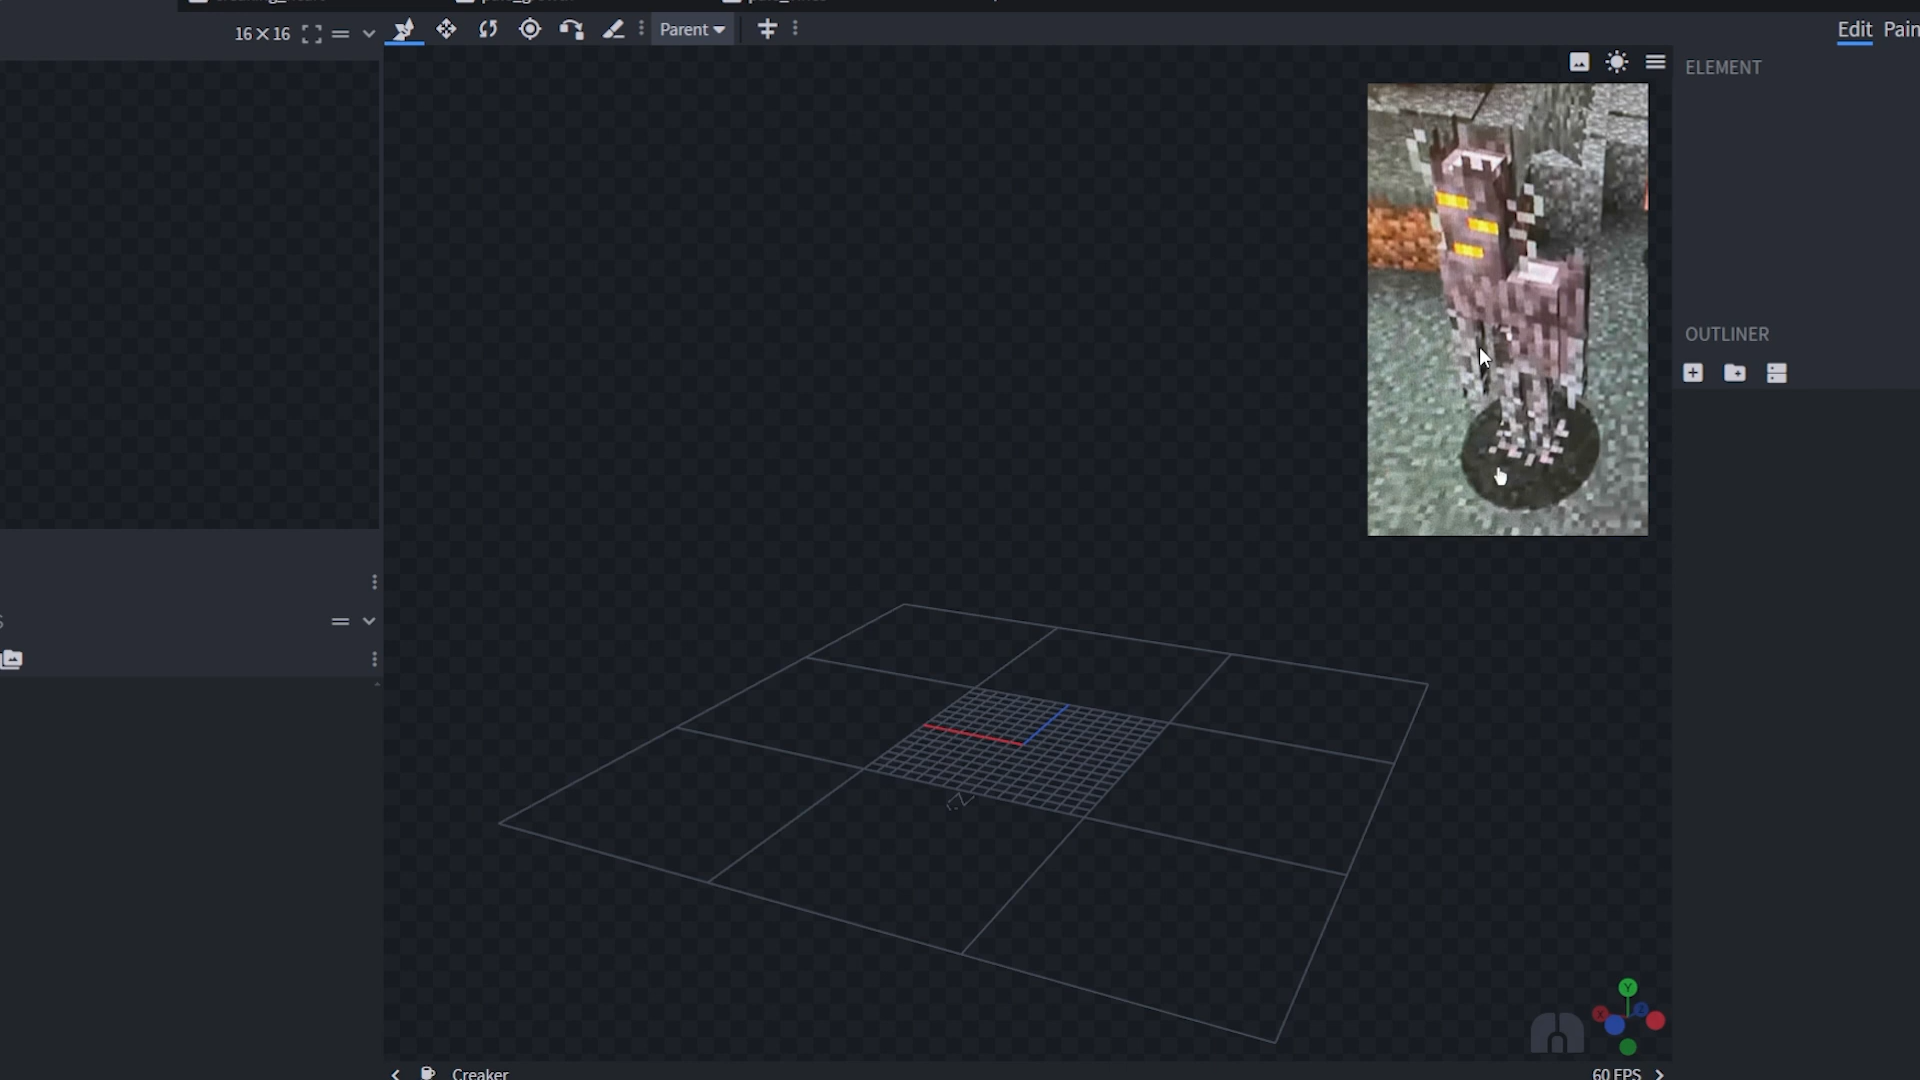 16×16
Parent
Edit Pain
ELEMENT
OUTLINER
S
Y
X
Z
Creaker
60 FPS